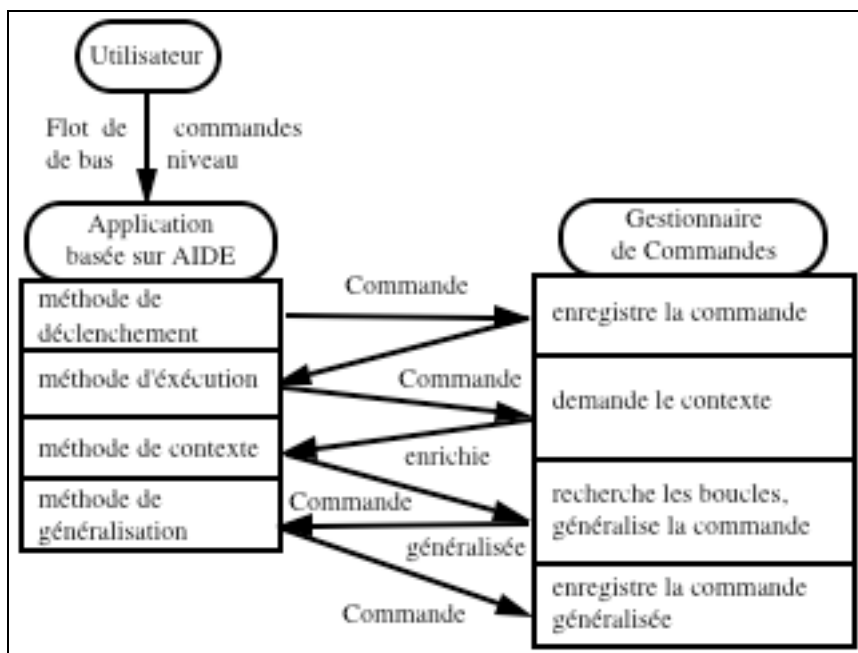 Utilisateur
Flot de commandes
de bas niveau
Application
basée sur AIDE
méthode de
déclenchement
méthode d'éxécution
méthode de contexte
méthode de
généralisation
Commande
Commande
enrichie
Commande
généralisée
Commande
Gestionnaire
de Commandes
enregistre la commande
demande le contexte
recherche les boucles,
généralise la commande
enregistre la commande
généralisée